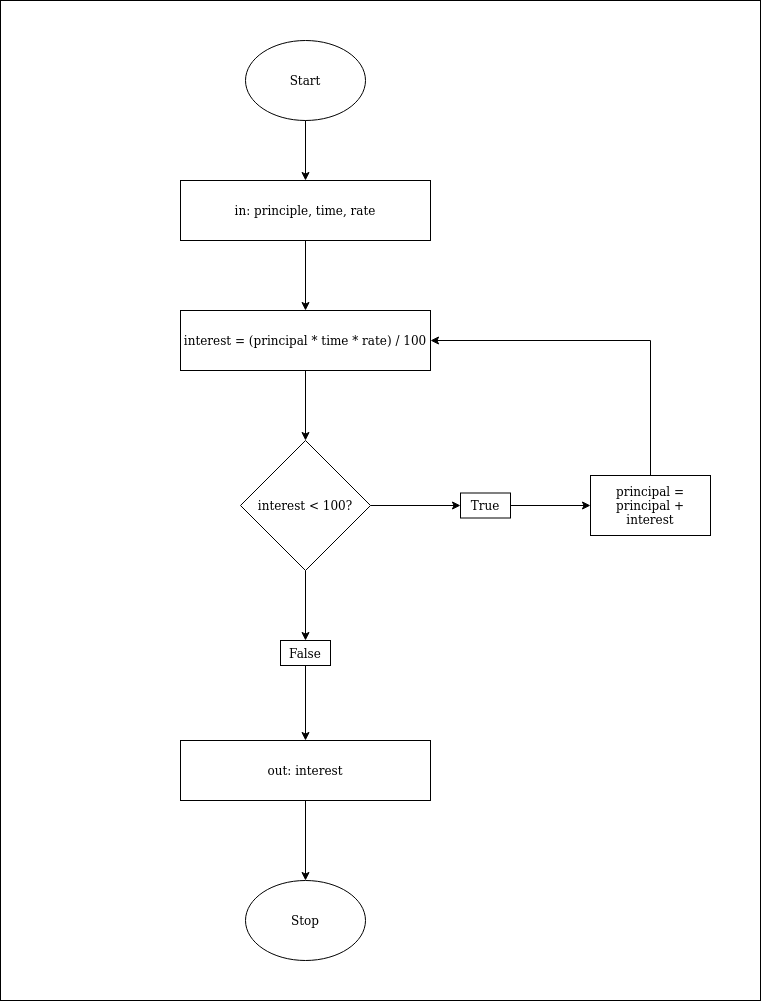 Start
in: principle, time, rate
interest = (principal * time * rate) / 100
interest < 100?
True
principal =
principal +
interest
False
out: interest
Stop